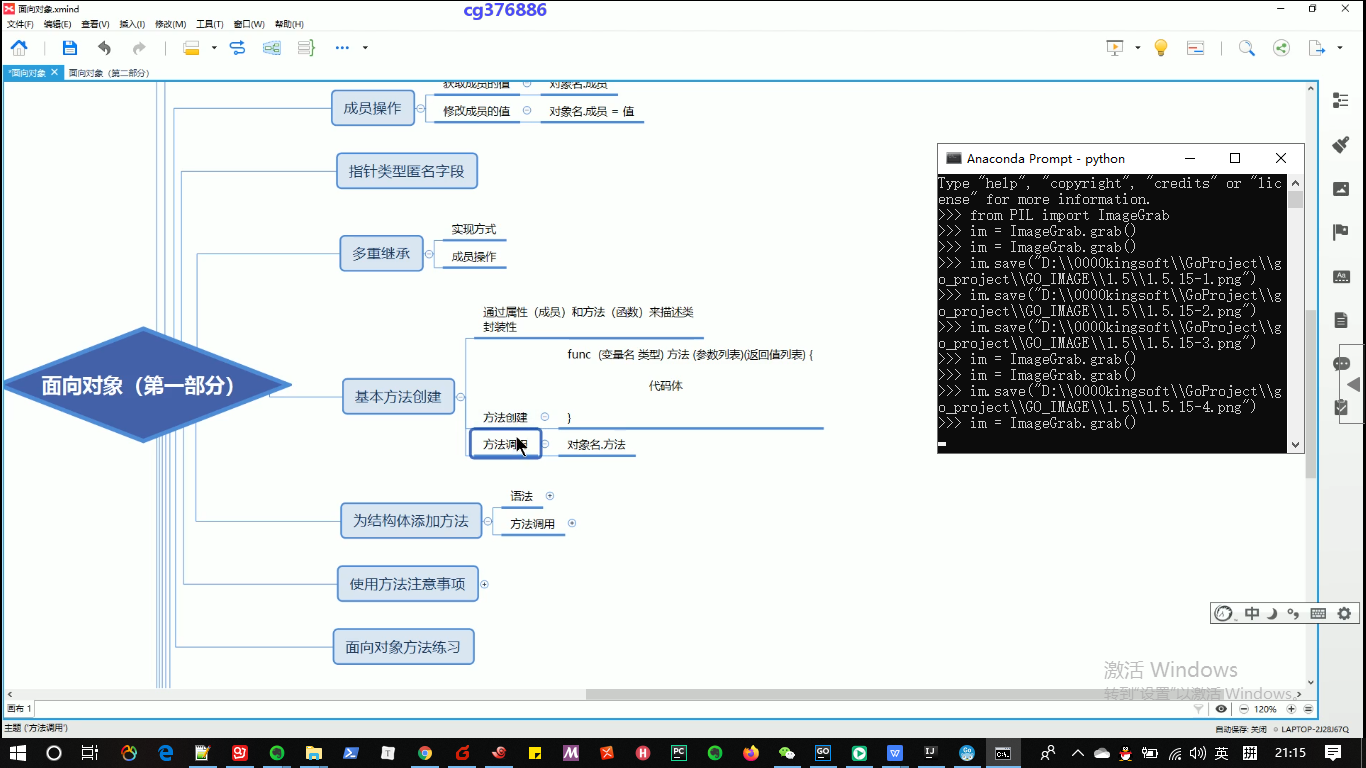 面向对象.xmind
cg376886
文件(F) 编辑(E) 查看(V) 插入(I) 修改(M) 工具(T) 窗口(W) 帮助(H)
*面向对象 × 面向对象（第二部分）
获取成员的值 对象名.成员
成员操作
修改成员的值 对象名.成员 = 值
指针类型匿名字段
实现方式
多重继承
成员操作
通过属性（成员）和方法（函数）来描述类
封装性
func (变量名 类型) 方法 (参数列表)(返回值列表) {
代码体
面向对象（第一部分）
基本方法创建
方法创建 }
方法调用 对象名.方法
语法
为结构体添加方法
方法调用
使用方法注意事项
面向对象方法练习
Anaconda Prompt - python
Type "help", "copyright", "credits" or "lic
ense" for more information.
>>> from PIL import ImageGrab
>>> im = ImageGrab.grab()
>>> im = ImageGrab.grab()
>>> im.save("D:\\0000kingsoft\\GoProject\\g
o_project\\GO_IMAGE\\1.5\\1.5.15-1.png")
>>> im.save("D:\\0000kingsoft\\GoProject\\g
o_project\\GO_IMAGE\\1.5\\1.5.15-2.png")
>>> im.save("D:\\0000kingsoft\\GoProject\\g
o_project\\GO_IMAGE\\1.5\\1.5.15-3.png")
>>> im = ImageGrab.grab()
>>> im = ImageGrab.grab()
>>> im.save("D:\\0000kingsoft\\GoProject\\g
o_project\\GO_IMAGE\\1.5\\1.5.15-4.png")
>>> im = ImageGrab.grab()
中
激活 Windows
转到"设置"以激活 Windows。
画布 1
120%
主题 ('方法调用')
自动保存: 关闭
LAPTOP-2J28J67Q
英 拼 21:15